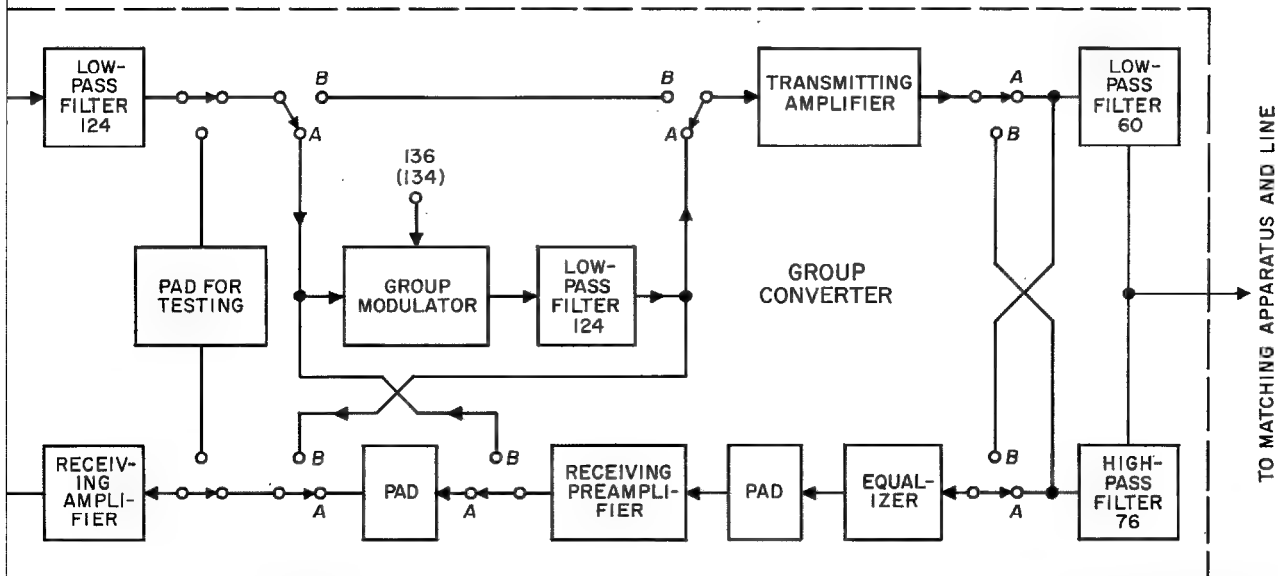 LOW-
PASS
FILTER
124
B
B
A
A
136
(134)
TRANSMITTING
AMPLIFIER
A
B
LOW-
PASS
FILTER
60
PAD FOR
TESTING
GROUP
MODULATOR
LOW-
PASS
FILTER
124
GROUP
CONVERTER
TO MATCHING APPARATUS AND LINE
RECEIV-
ING
AMPLI-
FIER
B
A
PAD
B
A
RECEIVING
PREAMPLI-
FIER
PAD
EQUAL-
IZER
B
A
HIGH-
PASS
FILTER
76